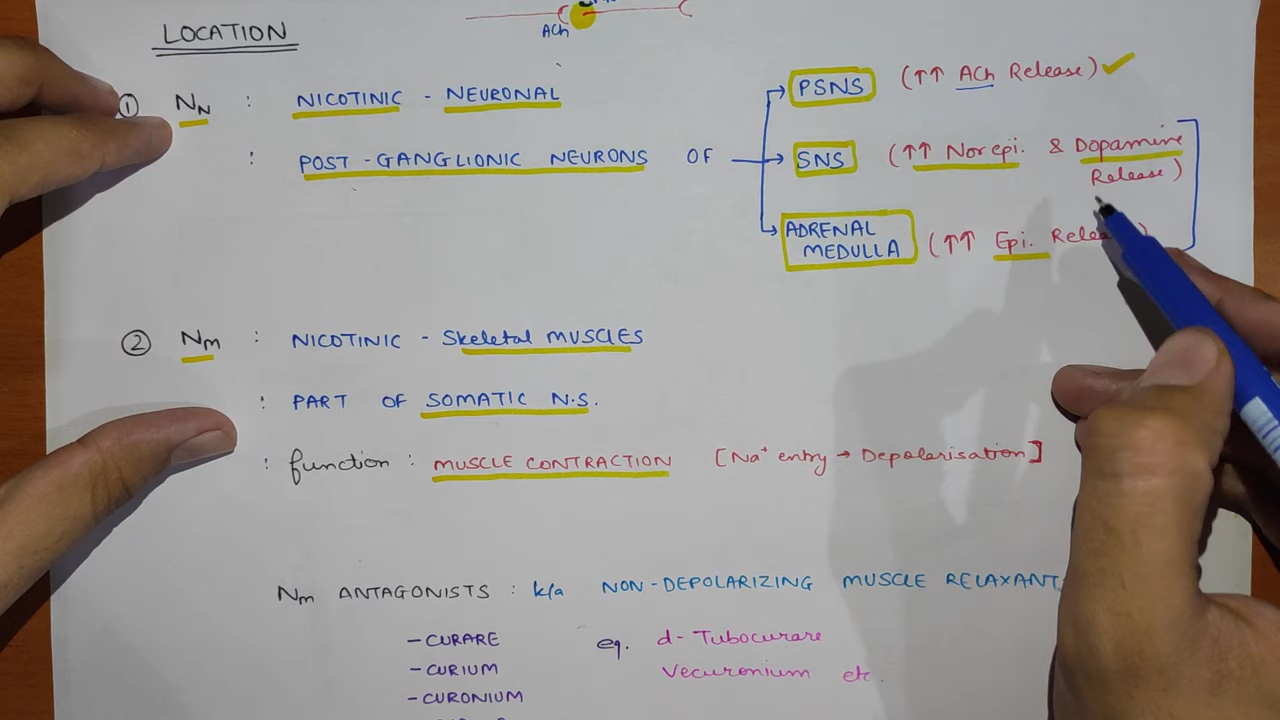 ACh
LOCATION
① NN : NICOTINIC - NEURONAL
: POST-GANGLIONIC NEURONS OF
PSNS (↑↑ ACh Release) ✓
SNS (↑↑ Norepi. & Dopamine
Release)
ADRENAL
MEDULLA (↑↑ Epi. Release)
② Nm : NICOTINIC - Skeletal MUSCLES
: PART OF SOMATIC N.S.
: function : MUSCLE CONTRACTION [Na⁺ entry → Depolarisation]
Nm ANTAGONISTS : k/a NON-DEPOLARIZING MUSCLE RELAXANT
- CURARE eg. d-Tubocurare
- CURIUM Vecuronium etc.
- CURONIUM